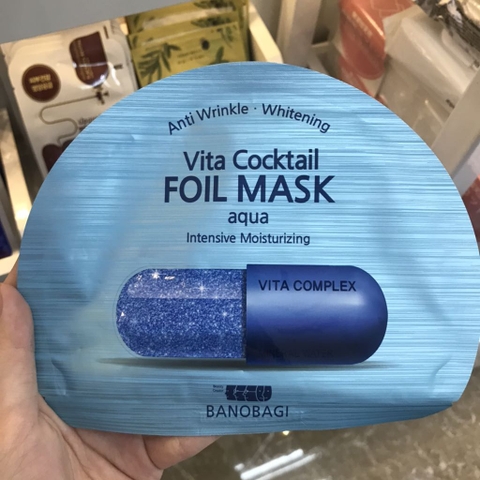 Anti Wrinkle · Whitening
Vita Cocktail
FOIL MASK
aqua
Intensive Moisturizing
VITA COMPLEX
BANOBAGI